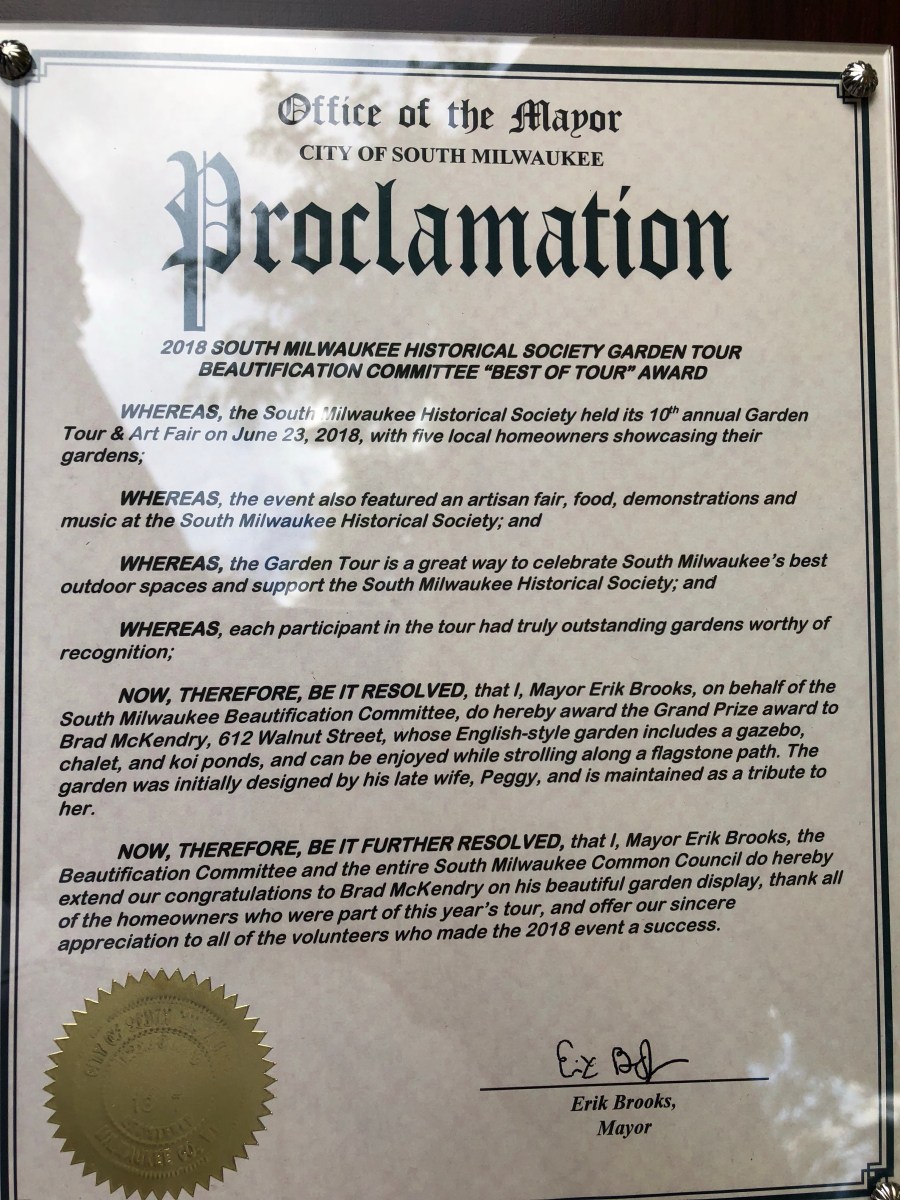 Office of the Mayor
CITY OF SOUTH MILWAUKEE
Proclamation
2018 SOUTH MILWAUKEE HISTORICAL SOCIETY GARDEN TOUR
BEAUTIFICATION COMMITTEE “BEST OF TOUR” AWARD
WHEREAS, the South Milwaukee Historical Society held its 10th annual Garden
Tour & Art Fair on June 23, 2018, with five local homeowners showcasing their
gardens;
WHEREAS, the event also featured an artisan fair, food, demonstrations and
music at the South Milwaukee Historical Society; and
WHEREAS, the Garden Tour is a great way to celebrate South Milwaukee’s best
outdoor spaces and support the South Milwaukee Historical Society; and
WHEREAS, each participant in the tour had truly outstanding gardens worthy of
recognition;
NOW, THEREFORE, BE IT RESOLVED, that I, Mayor Erik Brooks, on behalf of the
South Milwaukee Beautification Committee, do hereby award the Grand Prize award to
Brad McKendry, 612 Walnut Street, whose English-style garden includes a gazebo,
chalet, and koi ponds, and can be enjoyed while strolling along a flagstone path. The
garden was initially designed by his late wife, Peggy, and is maintained as a tribute to
her.
NOW, THEREFORE, BE IT FURTHER RESOLVED, that I, Mayor Erik Brooks, the
Beautification Committee and the entire South Milwaukee Common Council do hereby
extend our congratulations to Brad McKendry on his beautiful garden display, thank all
of the homeowners who were part of this year’s tour, and offer our sincere
appreciation to all of the volunteers who made the 2018 event a success.
CITY OF SOUTH
Erik Brooks,
Mayor